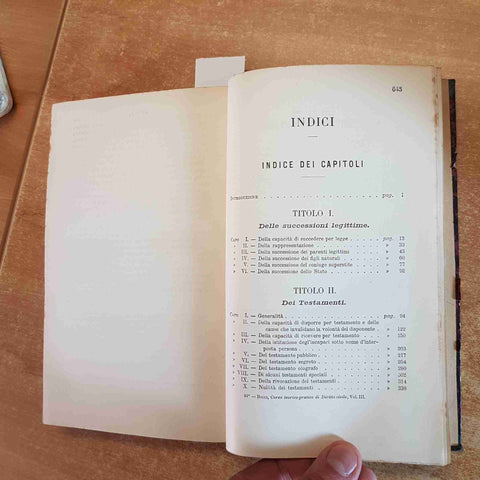 645
INDICI
INDICE DEI CAPITOLI
INTRODUZIONE pag. 1
TITOLO I.
Delle successioni legittime.
CAPO I. — Della capacità di succedere per legge pag. 13
» II. — Della rappresentazione » 33
» III. — Della successione dei parenti legittimi » 43
» IV. — Della successione dei figli naturali » 60
» V. — Della successione del coniuge superstite » 77
» VI. — Della successione dello Stato » 92
TITOLO II.
Dei Testamenti.
CAPO I. — Generalità pag. 94
» II. — Della capacità di disporre per testamento e delle
cause che invalidano la volontà del disponente » 122
» III. — Della capacità di ricevere per testamento » 150
» IV. — Della istituzione degl'incapaci sotto nome d'inter-
posta persona » 203
» V. — Del testamento pubblico » 217
» VI. — Del testamento segreto
» VII. — Del testamento olografo
» VIII. — Di alcuni testamenti speciali » 302
» IX. — Della rivocazione dei testamenti » 314
» X. — Nullità dei testamenti
Corso teorico-pratico di Diritto civile, Vol. III.